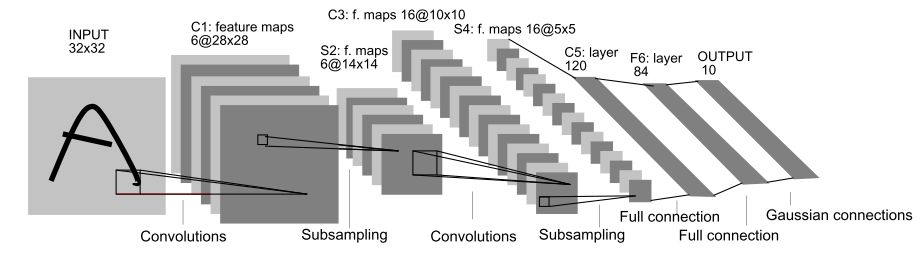 INPUT
32x32
A
C1: feature maps
6@28x28
S2: f. maps
6@14x14
C3: f. maps 16@10x10
S4: f. maps 16@5x5
C5: layer
120
F6: layer
84
OUTPUT
10
Convolutions
Subsampling
Convolutions
Subsampling
Full connection
Full connection
Gaussian connections